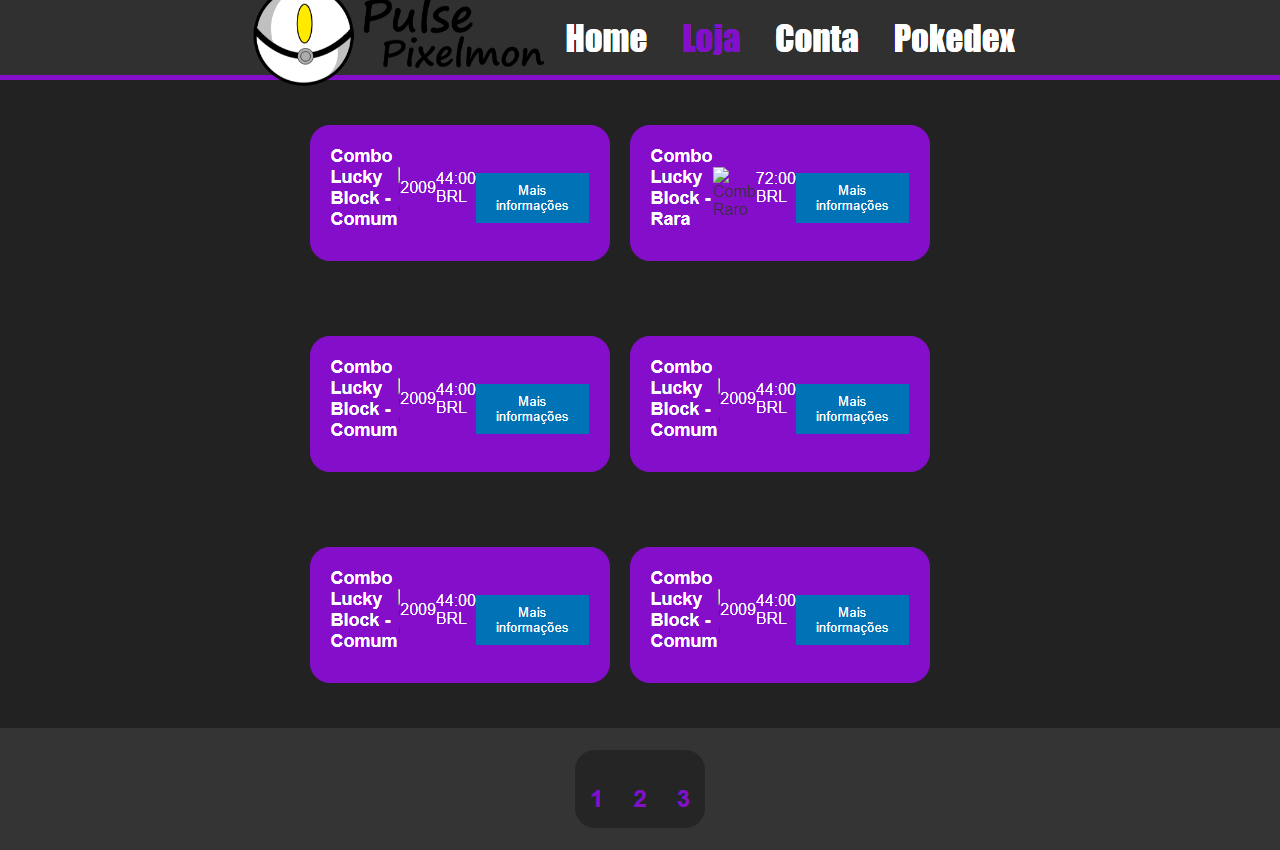 Pulse
Pixelmon
Home Loja Conta Pokedex
Combo
Lucky
Block -
Comum
2009
44:00
BRL
Mais
informações
Combo
Lucky
Block -
Rara
Comb
Raro
72:00
BRL
Mais
informações
Combo
Lucky
Block -
Comum
2009
44:00
BRL
Mais
informações
Combo
Lucky
Block -
Comum
2009
44:00
BRL
Mais
informações
Combo
Lucky
Block -
Comum
2009
44:00
BRL
Mais
informações
Combo
Lucky
Block -
Comum
2009
44:00
BRL
Mais
informações
1 2 3